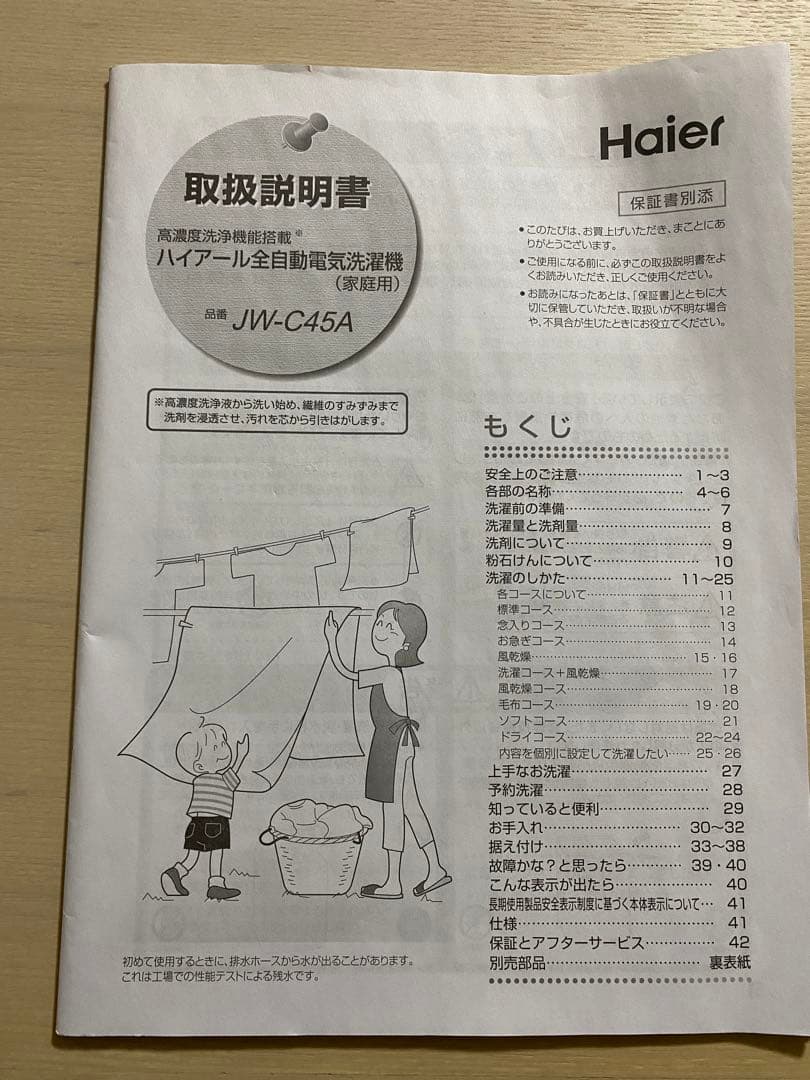 Haier
取扱説明書
高濃度洗浄機能搭載※
ハイアール全自動電気洗濯機
(家庭用)
品番 JW-C45A
保証書別添
●このたびは、お買上げいただき、まことにあ
りがとうございます。
●ご使用になる前に、必ずこの取扱説明書をよ
くお読みいただき、正しくご使用ください。
●お読みになったあとは、「保証書」とともに大
切に保管していただき、取扱いが不明な場合
や、不具合が生じたときにお役立てください。
※高濃度洗浄液から洗い始め、繊維のすみずみまで
洗剤を浸透させ、汚れを芯から引きはがします。
もくじ
安全上のご注意……………………1~3
各部の名称…………………………4~6
洗濯前の準備…………………………7
洗濯量と洗剤量………………………8
洗剤について…………………………9
粉石けんについて……………………10
洗濯のしかた……………………11~25
各コースについて……………………11
標準コース……………………………12
念入りコース…………………………13
お急ぎコース…………………………14
風乾燥……………………………15・16
洗濯コース+風乾燥…………………17
風乾燥コース…………………………18
毛布コース………………………19・20
ソフトコース…………………………21
ドライコース……………………22~24
内容を個別に設定して洗濯したい……25・26
上手なお洗濯…………………………27
予約洗濯………………………………28
知っていると便利……………………29
お手入れ…………………………30~32
据え付け…………………………33~38
故障かな?と思ったら…………39・40
こんな表示が出たら…………………40
長期使用製品安全表示制度に基づく本体表示について…41
仕様……………………………………41
保証とアフターサービス……………42
別売部品…………………………裏表紙
初めて使用するときに、排水ホースから水が出ることがあります。
これは工場での性能テストによる残水です。